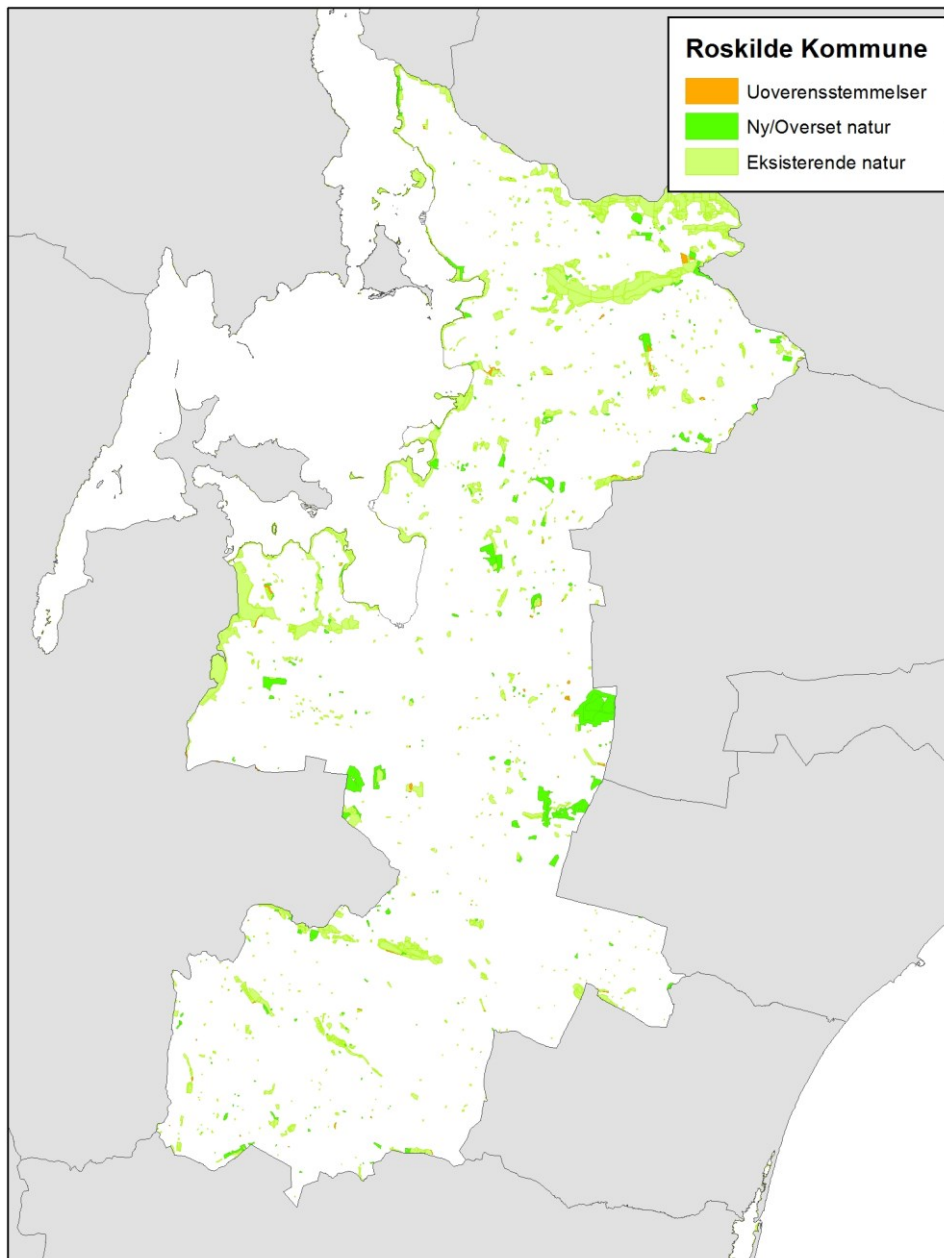 Roskilde Kommune
Uoverensstemmelser
Ny/Overset natur
Eksisterende natur